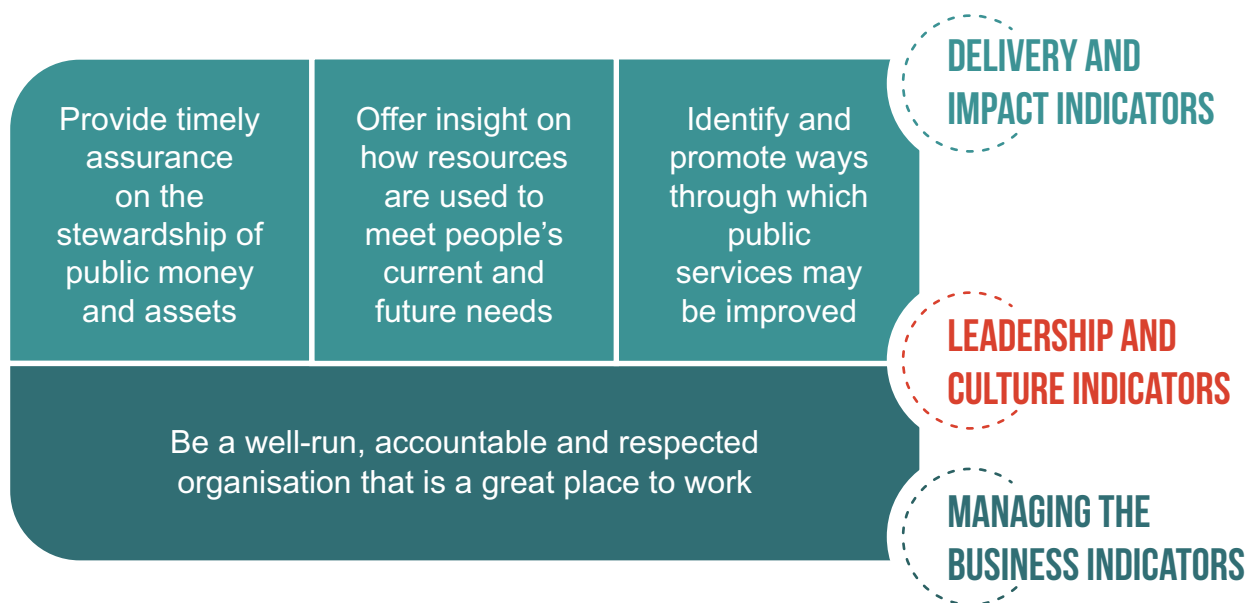 Provide timely
assurance
on the
stewardship of
public money
and assets
Offer insight on
how resources
are used to
meet people’s
current and
future needs
Identify and
promote ways
through which
public
services may
be improved
Be a well-run, accountable and respected
organisation that is a great place to work
DELIVERY AND
IMPACT INDICATORS
LEADERSHIP AND
CULTURE INDICATORS
MANAGING THE
BUSINESS INDICATORS